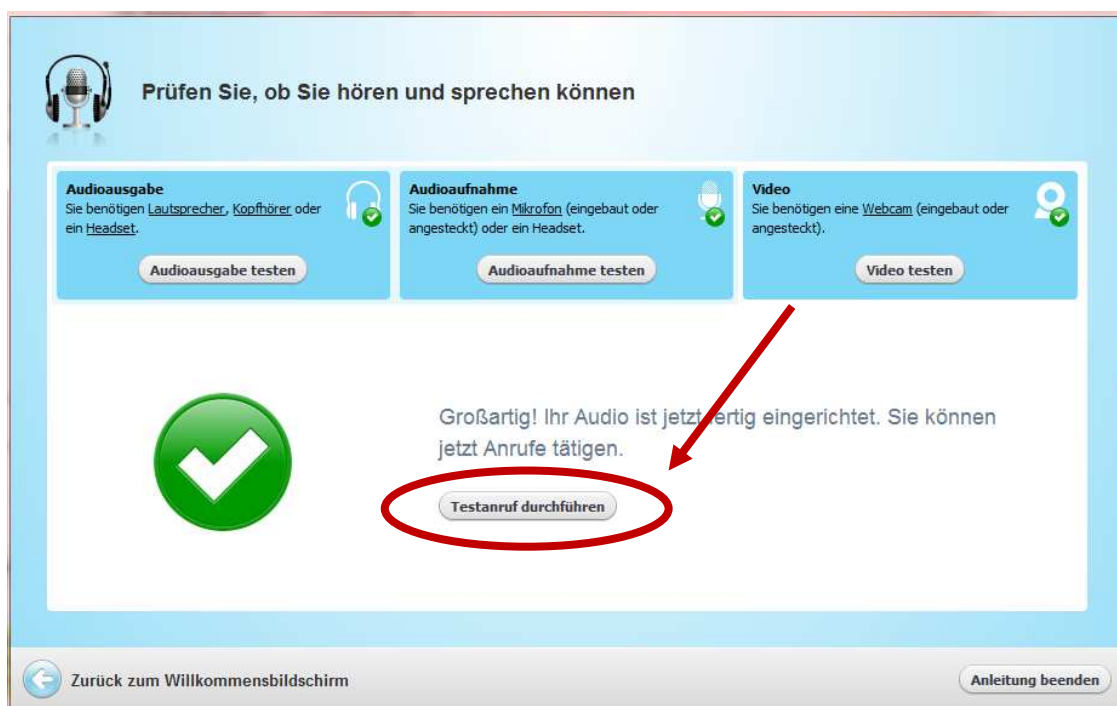 Prüfen Sie, ob Sie hören und sprechen können
Audioausgabe
Sie benötigen Lautsprecher, Kopfhörer oder
ein Headset.
Audioausgabe testen
Audioaufnahme
Sie benötigen ein Mikrofon (eingebaut oder
angesteckt) oder ein Headset.
Audioaufnahme testen
Video
Sie benötigen eine Webcam (eingebaut oder
angesteckt).
Video testen
Großartig! Ihr Audio ist jetzt fertig eingerichtet. Sie können
jetzt Anrufe tätigen.
Testanruf durchführen
Zurück zum Willkommensbildschirm
Anleitung beenden